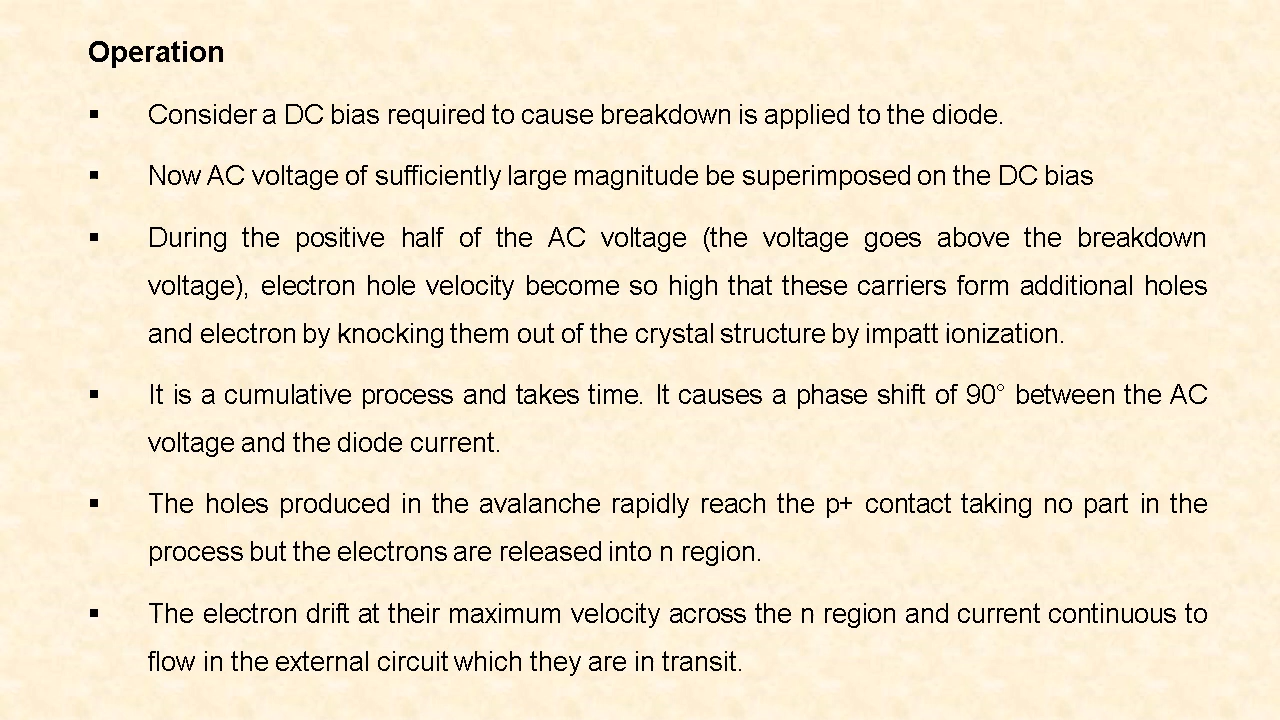 Operation
▪ Consider a DC bias required to cause breakdown is applied to the diode.
▪ Now AC voltage of sufficiently large magnitude be superimposed on the DC bias
▪ During the positive half of the AC voltage (the voltage goes above the breakdown
voltage), electron hole velocity become so high that these carriers form additional holes
and electron by knocking them out of the crystal structure by impatt ionization.
▪ It is a cumulative process and takes time. It causes a phase shift of 90° between the AC
voltage and the diode current.
▪ The holes produced in the avalanche rapidly reach the p+ contact taking no part in the
process but the electrons are released into n region.
▪ The electron drift at their maximum velocity across the n region and current continuous to
flow in the external circuit which they are in transit.